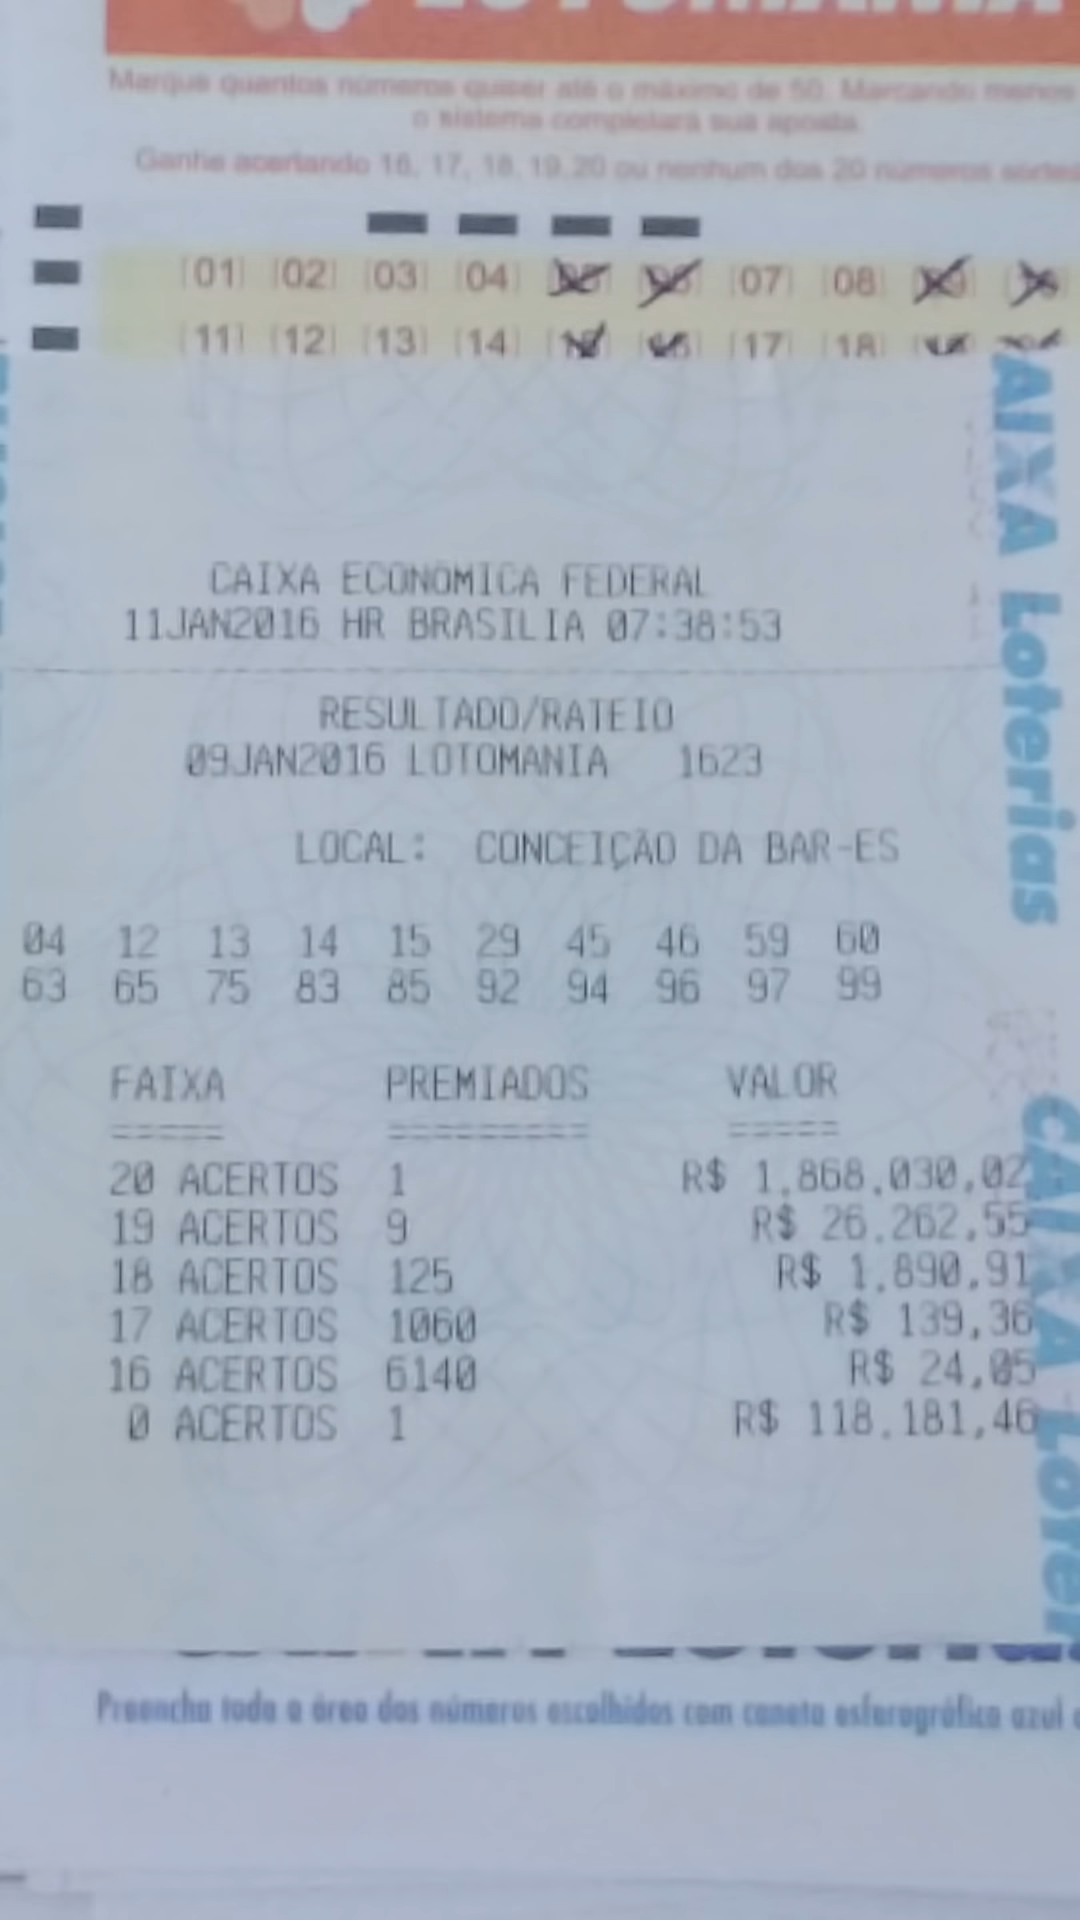 LOTOMANIA
Marque quantos números quiser até o máximo de 50. Marcando menos
o sistema completará sua aposta.
Ganhe acertando 16, 17, 18, 19, 20 ou nenhum dos 20 números
[01] [02] [03] [04] [07] [08]
[11] [12] [13] [14] [17] [18]
CAIXA ECONOMICA FEDERAL
11JAN2016 HR BRASILIA 07:38:53
RESULTADO/RATEIO
09JAN2016 LOTOMANIA 1623
LOCAL: CONCEIÇÃO DA BAR-ES
04 12 13 14 15 29 45 46 59 60
63 65 75 83 85 92 94 96 97 99
FAIXA PREMIADOS VALOR
===== ========= =====
20 ACERTOS 1 R$ 1.868.030,02
19 ACERTOS 9 R$ 26.262,55
18 ACERTOS 125 R$ 1.890,91
17 ACERTOS 1060 R$ 139,36
16 ACERTOS 6140 R$ 24,05
0 ACERTOS 1 R$ 118.181,46
AIXA Loterias
CAIXA Loter
Preencha toda a área dos números escolhidos com caneta esferográfica azul